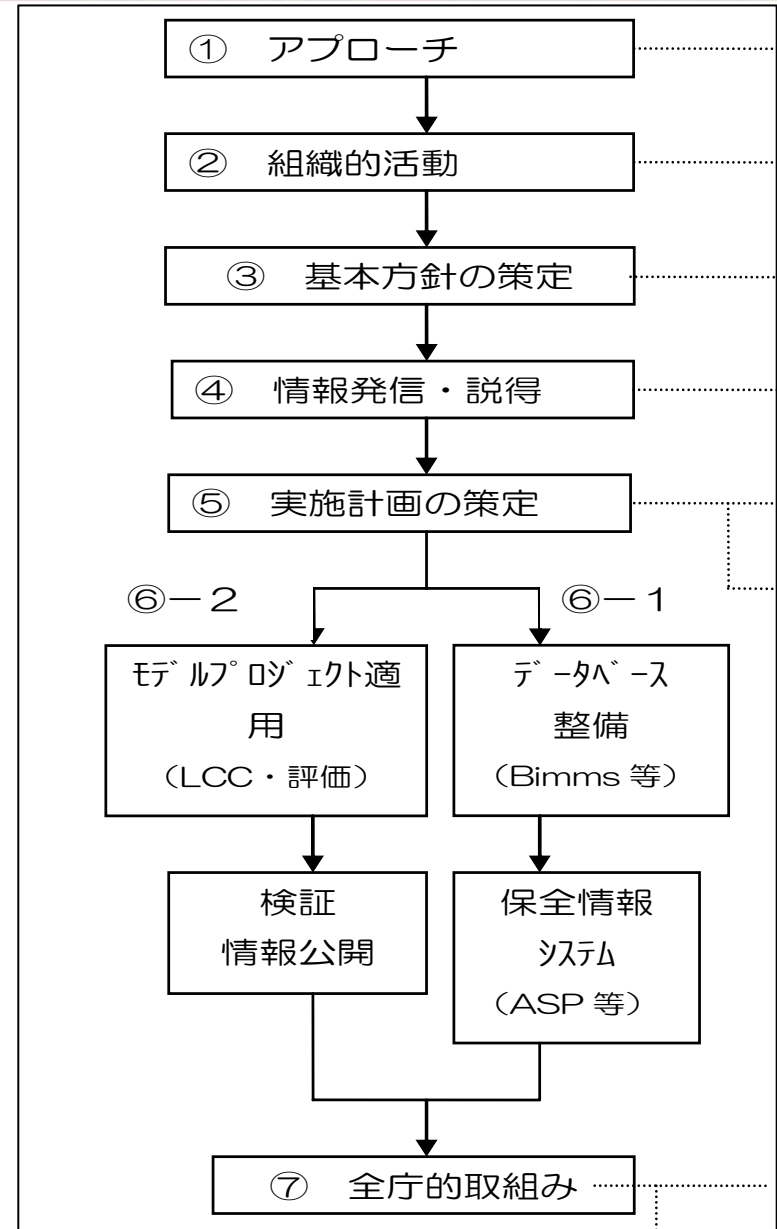 ① アプローチ
② 組織的活動
③ 基本方針の策定
④ 情報発信・説得
⑤ 実施計画の策定
⑥－２
⑥－１
ﾓﾃﾞﾙﾌﾟﾛｼﾞｪｸﾄ適
用
（LCC・評価）
ﾃﾞｰﾀﾍﾞｰｽ
整備
（Bimms 等）
検証
情報公開
保全情報
ｼｽﾃﾑ
（ASP 等）
⑦ 全庁的取組み